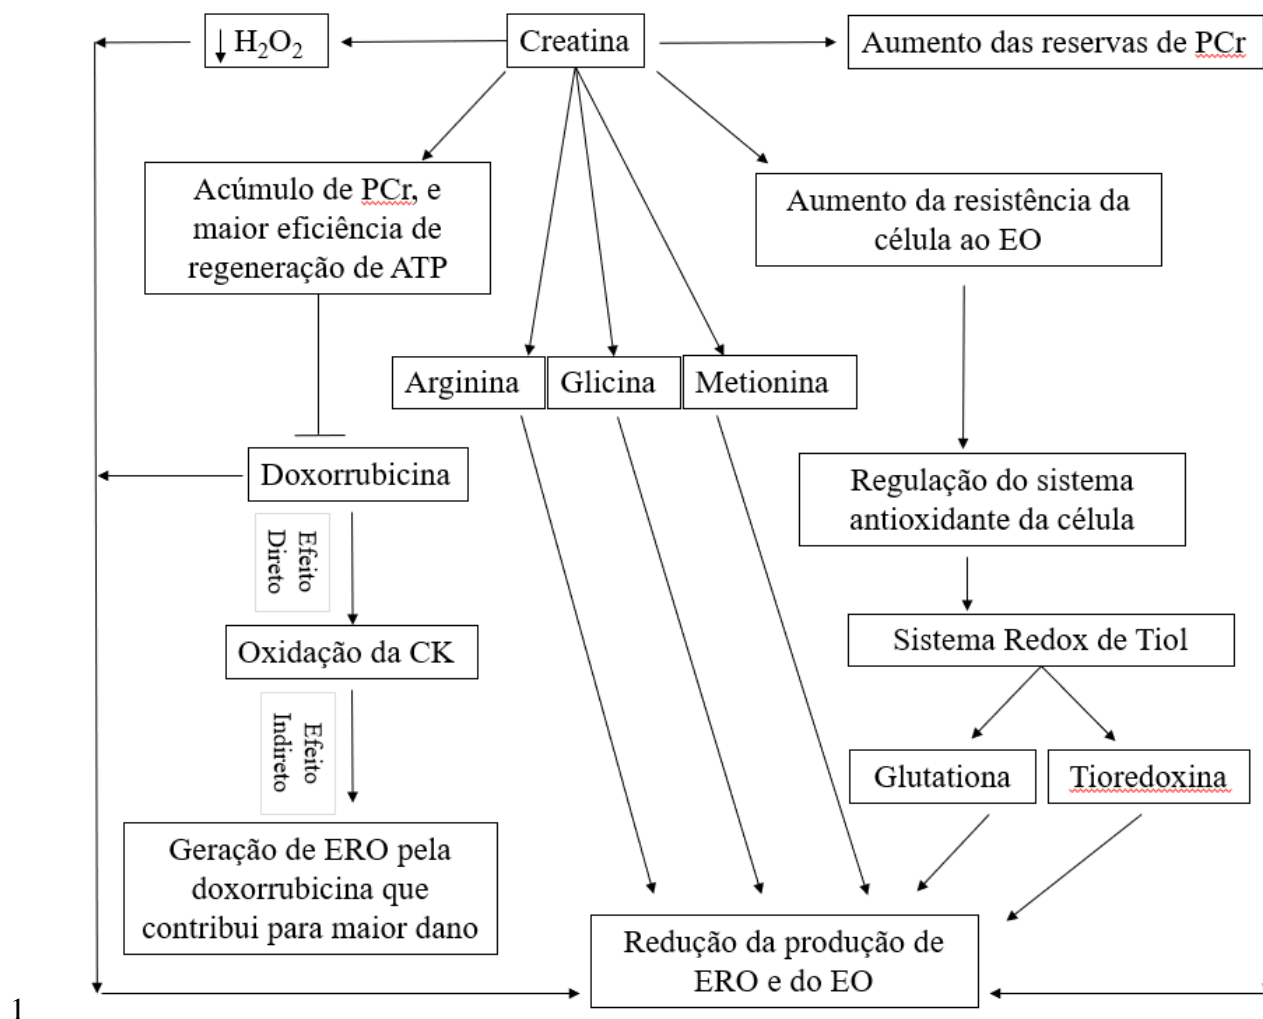 ↓ H₂O₂
Creatina
Aumento das reservas de PCr
Acúmulo de PCr, e
maior eficiência de
regeneração de ATP
Aumento da resistência da
célula ao EO
Arginina
Glicina
Metionina
Doxorrubicina
Regulação do sistema
antioxidante da célula
Efeito
Direto
Oxidação da CK
Sistema Redox de Tiol
Efeito
Indireto
Glutationa
Tioredoxina
Geração de ERO pela
doxorrubicina que
contribui para maior dano
Redução da produção de
ERO e do EO
1